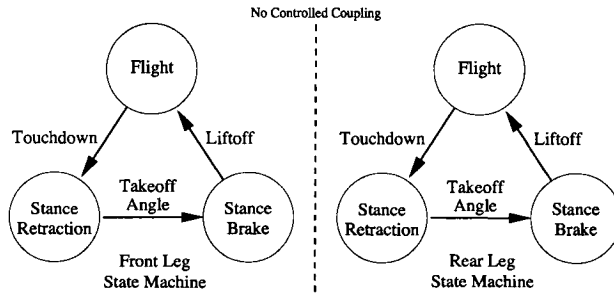 No Controlled Coupling
Flight
Touchdown
Liftoff
Stance
Retraction
Takeoff
Angle
Stance
Brake
Front Leg
State Machine
Flight
Touchdown
Liftoff
Stance
Retraction
Takeoff
Angle
Stance
Brake
Rear Leg
State Machine